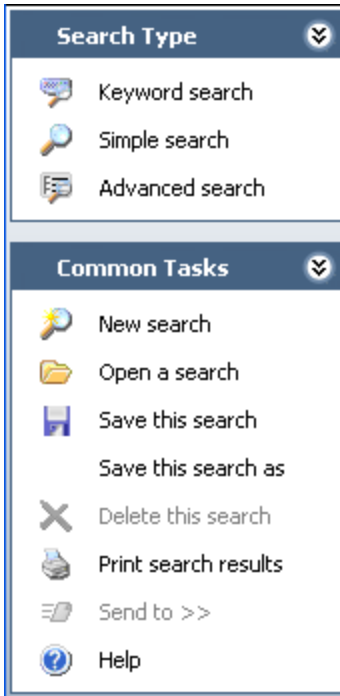 Search Type
Keyword search
Simple search
Advanced search
Common Tasks
New search
Open a search
Save this search
Save this search as
Delete this search
Print search results
Send to >>
Help